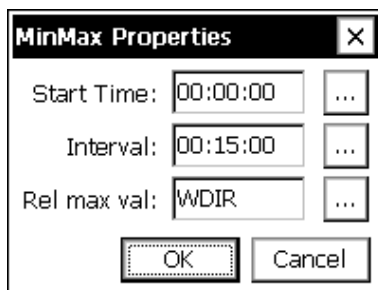 MinMax Properties
Start Time: 00:00:00 ...
Interval: 00:15:00 ...
Rel max val: WDIR ...
OK Cancel